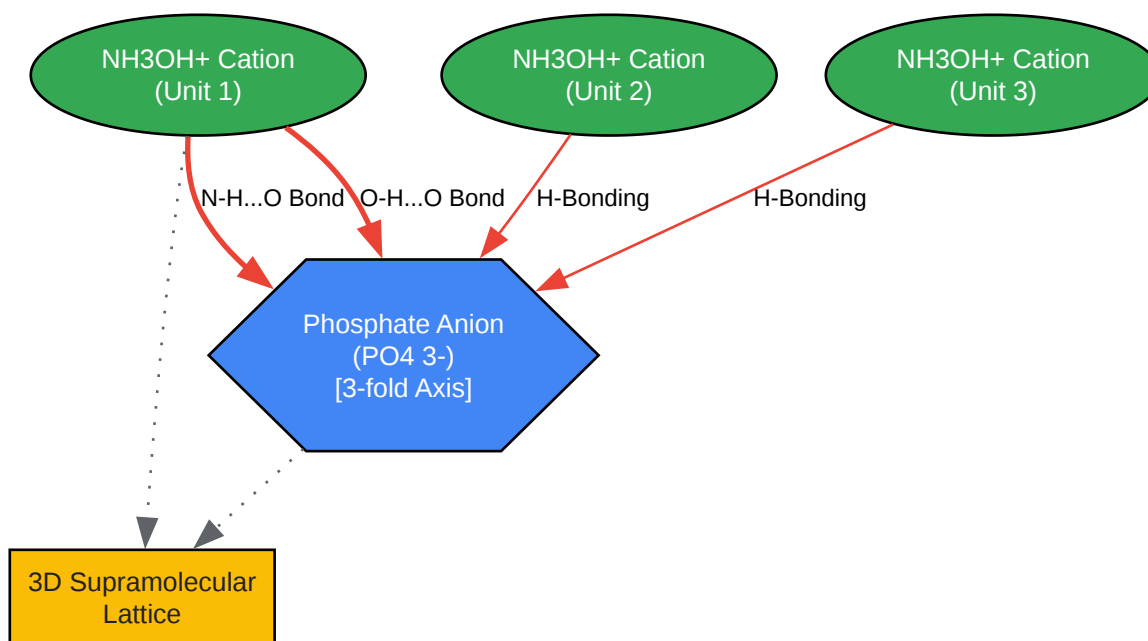 NH3OH+ Cation
(Unit 1)
NH3OH+ Cation
(Unit 2)
NH3OH+ Cation
(Unit 3)
N-H...O Bond
O-H...O Bond
H-Bonding
H-Bonding
Phosphate Anion
(PO4 3-)
[3-fold Axis]
3D Supramolecular
Lattice